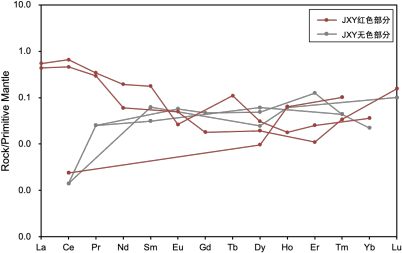 10.0
1.0
0.1
0.0
0.0
0.0
Rock/Primitive Mantle
JXY红色部分
JXY无色部分
La Ce Pr Nd Sm Eu Gd Tb Dy Ho Er Tm Yb Lu